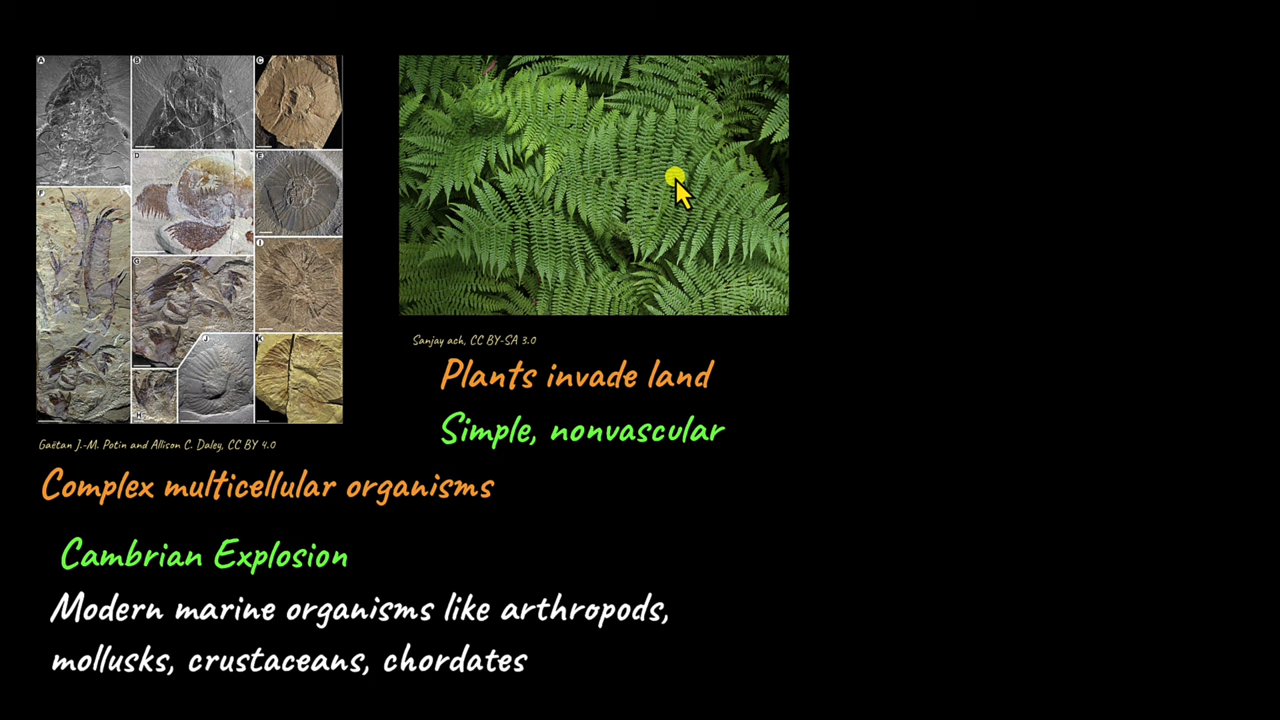 A
B
C
D
E
F
G
H
I
J
K
Gaëtan J.-M. Potin and Allison C. Daley, CC BY 4.0
Complex multicellular organisms
Cambrian Explosion
Modern marine organisms like arthropods,
mollusks, crustaceans, chordates
Sanjay ach, CC BY-SA 3.0
Plants invade land
Simple, nonvascular